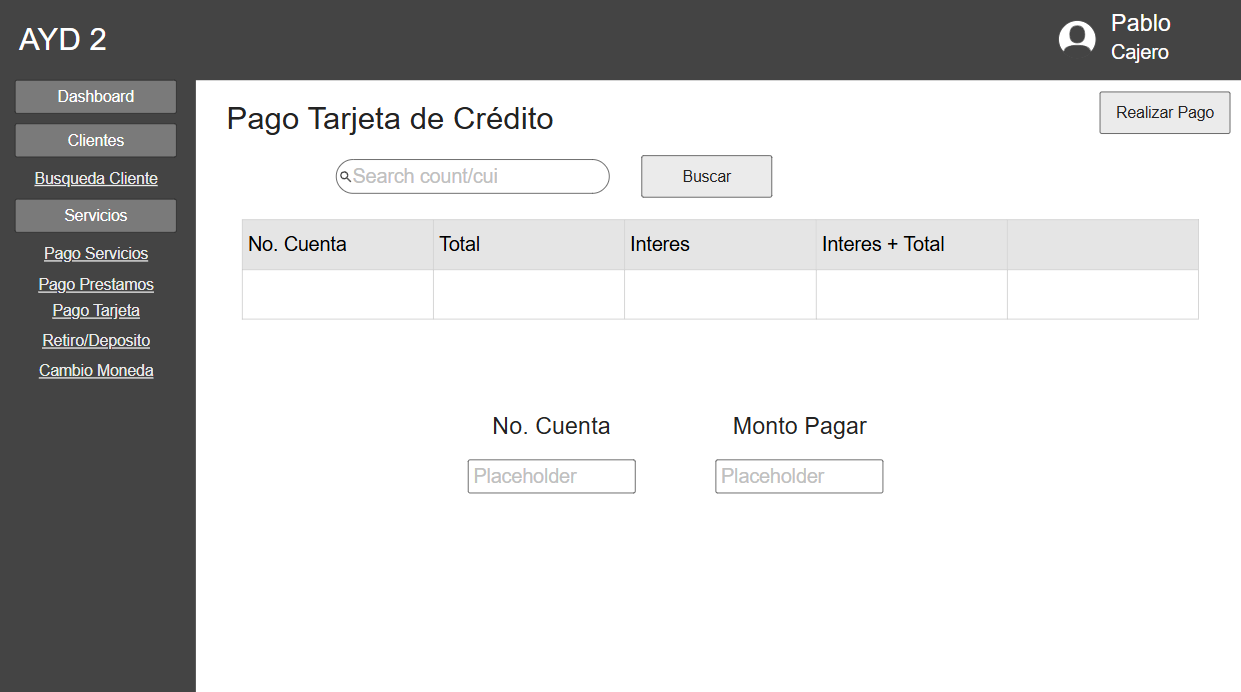 AYD 2
Pablo
Cajero
Dashboard
Clientes
Busqueda Cliente
Servicios
Pago Servicios
Pago Prestamos
Pago Tarjeta
Retiro/Deposito
Cambio Moneda
Pago Tarjeta de Crédito
Realizar Pago
Search count/cui
Buscar
No. Cuenta Total Interes Interes + Total
No. Cuenta Monto Pagar
Placeholder Placeholder